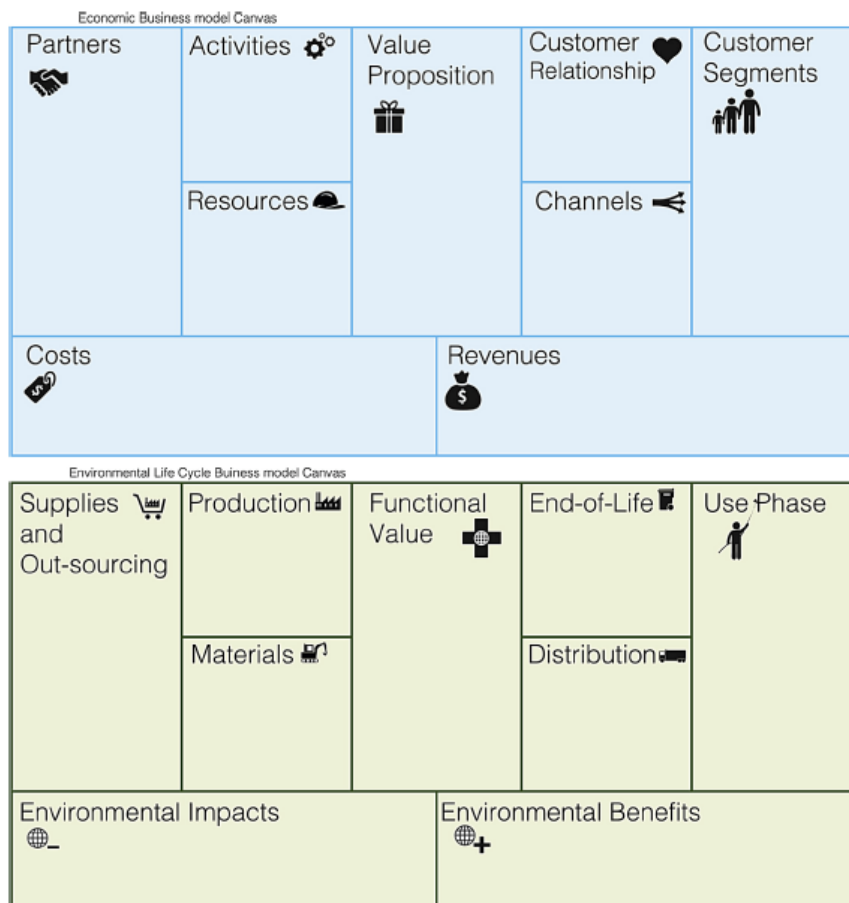 Economic Business model Canvas
Partners
Activities
Value
Proposition
Customer
Relationship
Customer
Segments
Resources
Channels
Costs
Revenues
$
$
Environmental Life Cycle Buiness model Canvas
Supplies
and
Out-sourcing
Production
Functional
Value
End-of-Life
Use Phase
Materials
Distribution
Environmental Impacts
Environmental Benefits